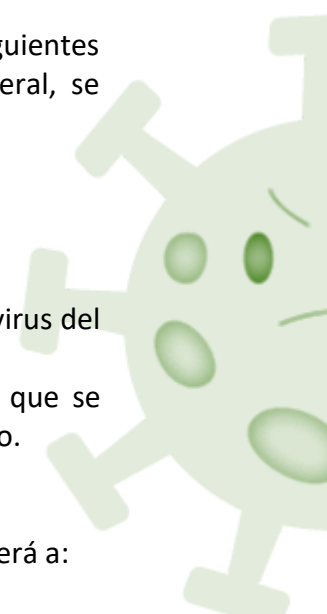 guientes
eral, se
virus del
que se
o.
erá a: